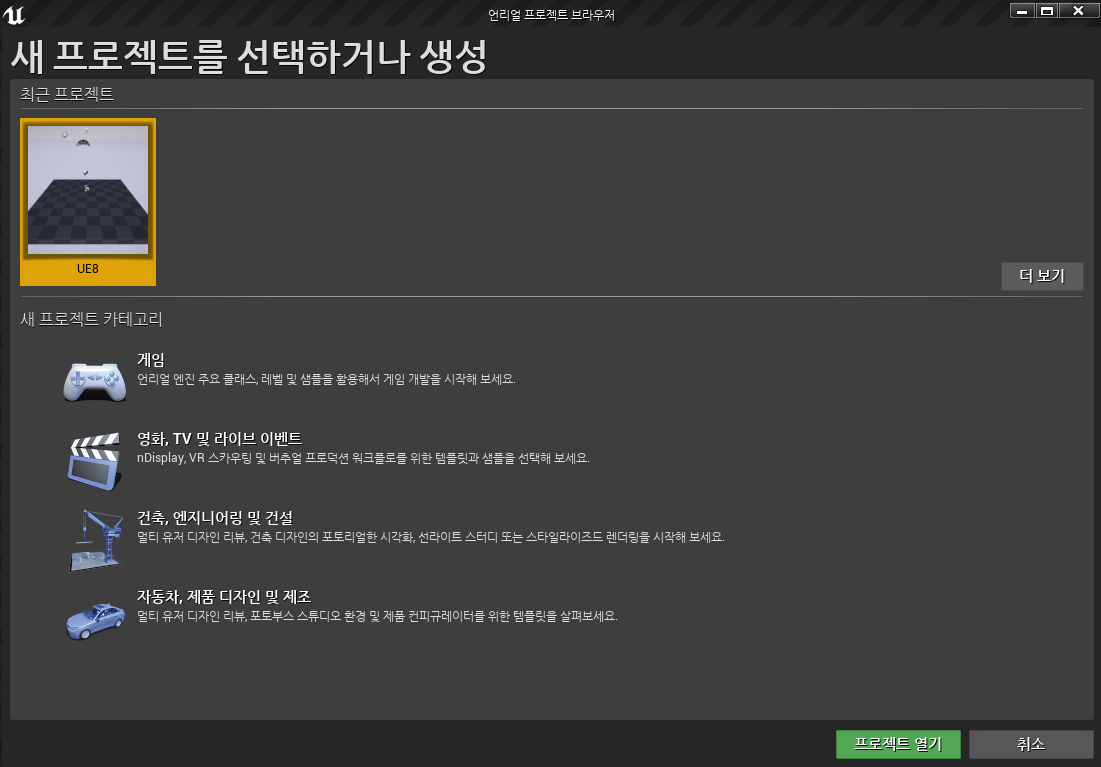 언리얼 프로젝트 브라우저
새 프로젝트를 선택하거나 생성
최근 프로젝트
UE8
더 보기
새 프로젝트 카테고리
게임
언리얼 엔진 주요 클래스, 레벨 및 샘플을 활용해서 게임 개발을 시작해 보세요.
영화, TV 및 라이브 이벤트
nDisplay, VR 스카우팅 및 버추얼 프로덕션 워크플로를 위한 템플릿과 샘플을 선택해 보세요.
건축, 엔지니어링 및 건설
멀티 유저 디자인 리뷰, 건축 디자인의 포토리얼한 시각화, 선라이트 스터디 또는 스타일라이즈드 렌더링을 시작해 보세요.
자동차, 제품 디자인 및 제조
멀티 유저 디자인 리뷰, 포토부스 스튜디오 환경 및 제품 컨피규레이터를 위한 템플릿을 살펴보세요.
프로젝트 열기
취소